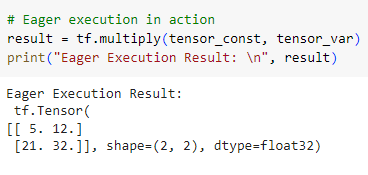 # Eager execution in action
result = tf.multiply(tensor_const, tensor_var)
print("Eager Execution Result: \n", result)
Eager Execution Result:
 tf.Tensor(
[[ 5. 12.]
 [21. 32.]], shape=(2, 2), dtype=float32)